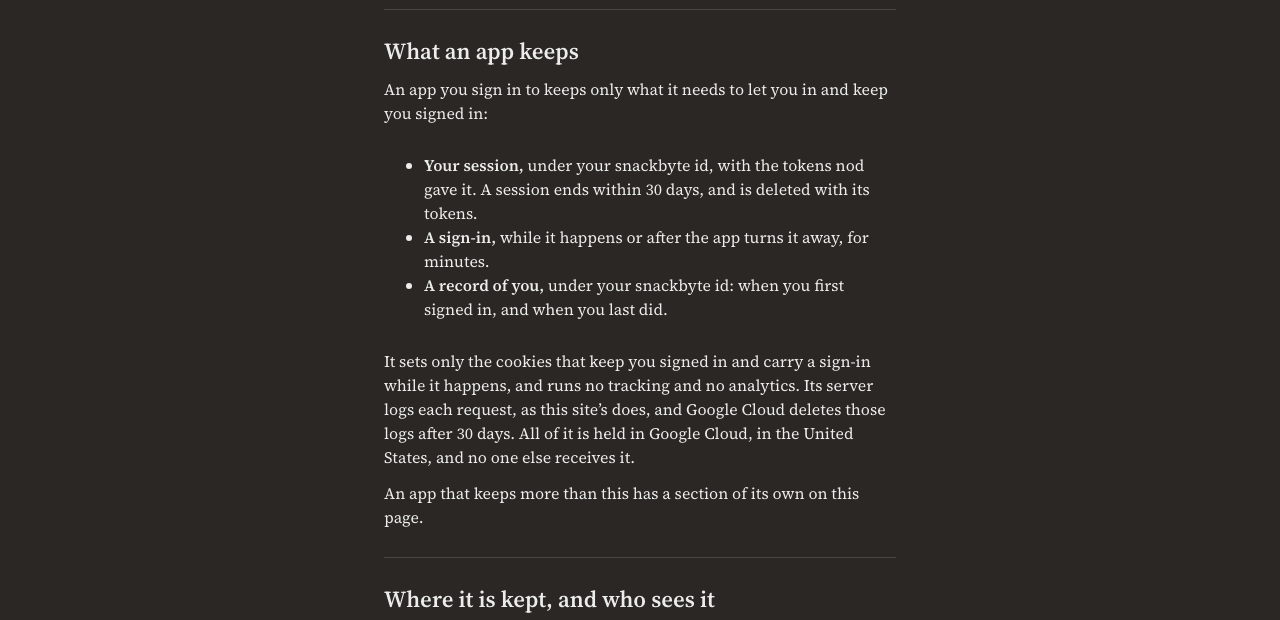 What an app keeps
An app you sign in to keeps only what it needs to let you in and keep
you signed in:
Your session, under your snackbyte id, with the tokens nod
gave it. A session ends within 30 days, and is deleted with its
tokens.
A sign-in, while it happens or after the app turns it away, for
minutes.
A record of you, under your snackbyte id: when you first
signed in, and when you last did.
It sets only the cookies that keep you signed in and carry a sign-in
while it happens, and runs no tracking and no analytics. Its server
logs each request, as this site’s does, and Google Cloud deletes those
logs after 30 days. All of it is held in Google Cloud, in the United
States, and no one else receives it.
An app that keeps more than this has a section of its own on this
page.
Where it is kept, and who sees it